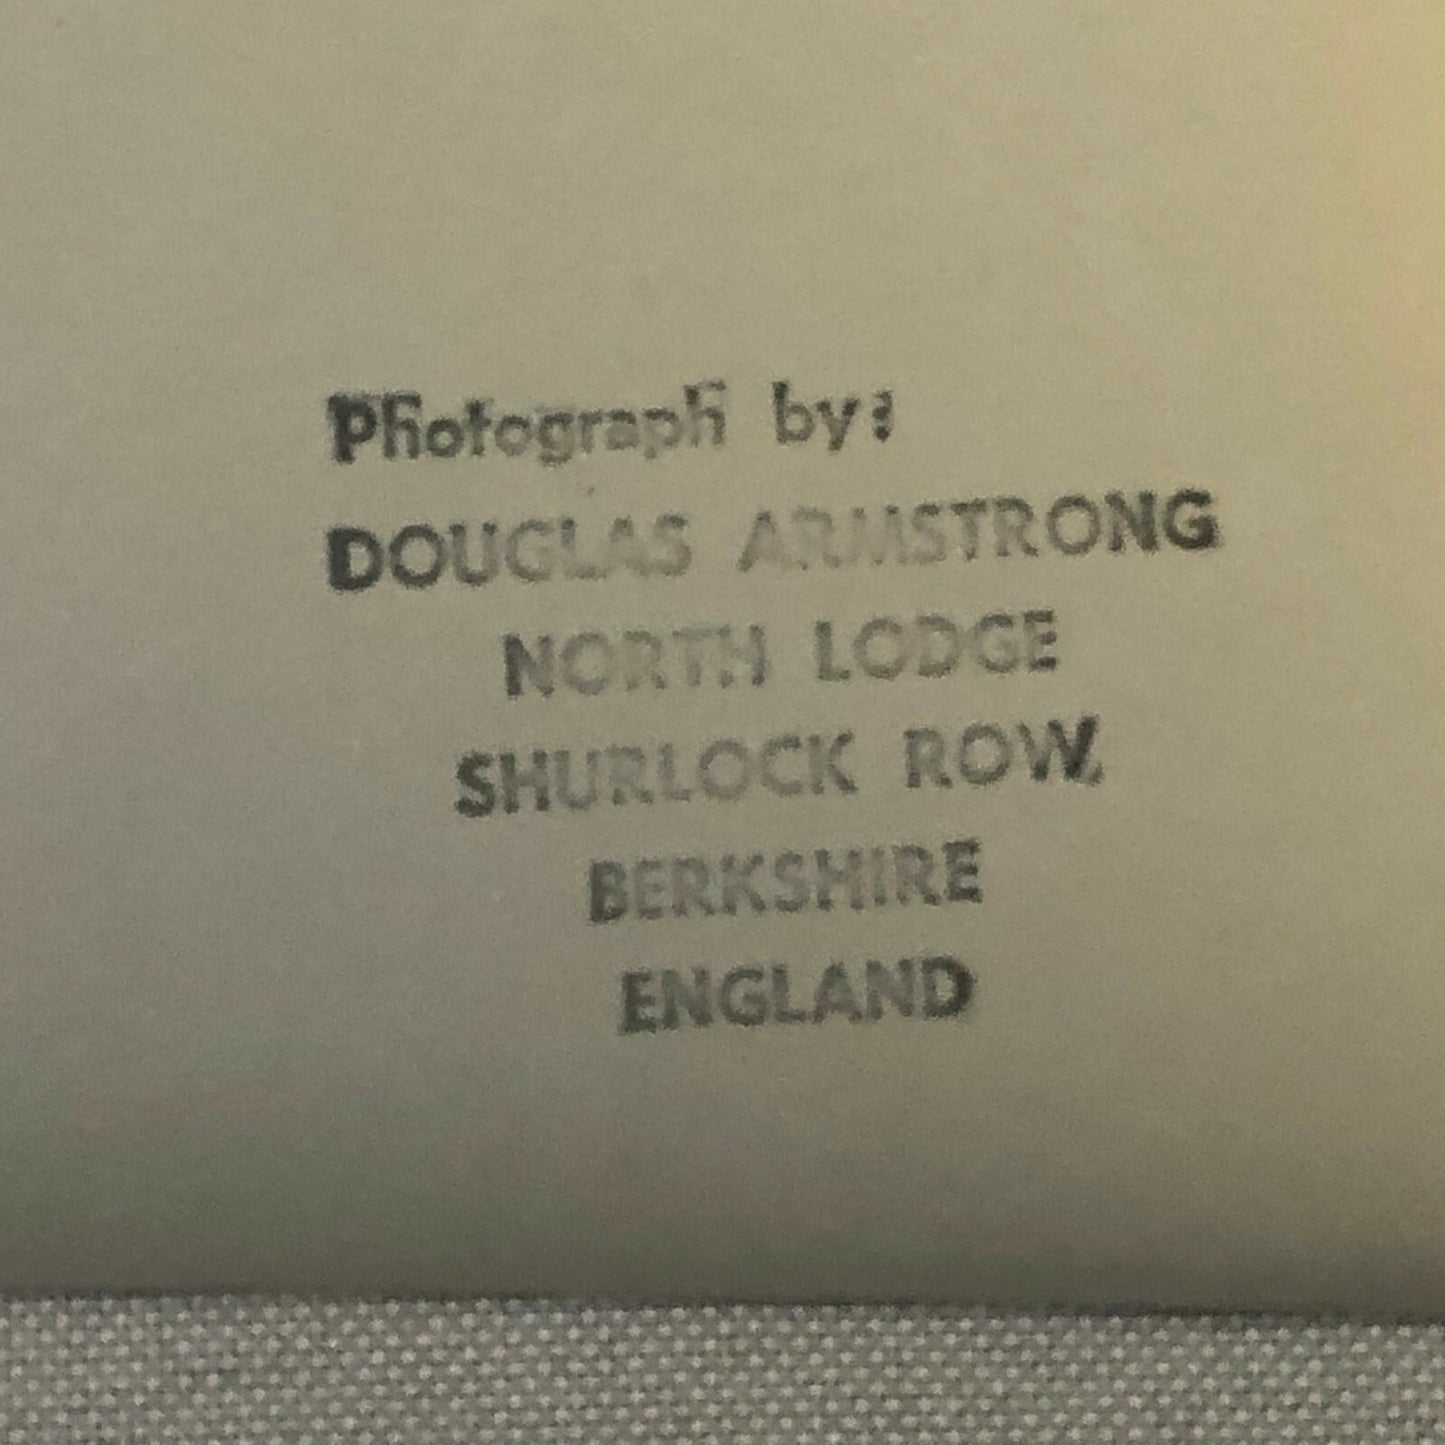 Photograph by:
DOUGLAS ARMSTRONG
NORTH LODGE
SHURLOCK ROW,
BERKSHIRE
ENGLAND